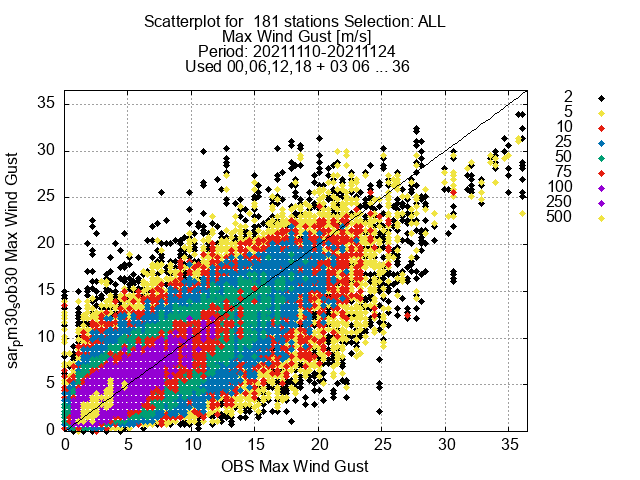 Scatterplot for  181 stations Selection: ALL
Max Wind Gust [m/s]
Period: 20211110-20211124
Used 00,06,12,18 + 03 06 ... 36
2
5
10
25
50
75
100
250
500
35
30
25
20
15
10
5
0
sarpm30sob30 Max Wind Gust
0 5 10 15 20 25 30 35
OBS Max Wind Gust